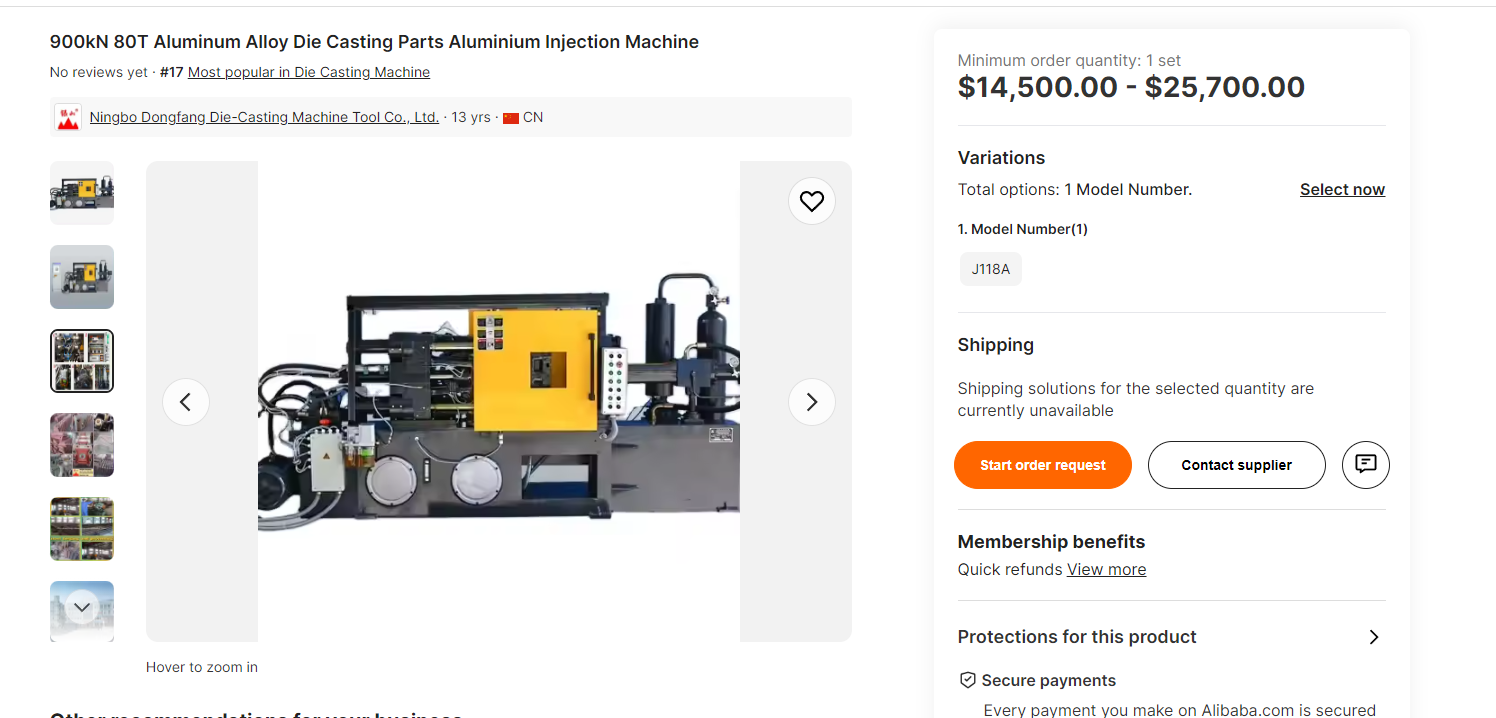 900kN 80T Aluminum Alloy Die Casting Parts Aluminium Injection Machine
No reviews yet · #17 Most popular in Die Casting Machine
Ningbo Dongfang Die-Casting Machine Tool Co., Ltd. · 13 yrs · CN
Hover to zoom in
Other recommendations for your business
Minimum order quantity: 1 set
$14,500.00 - $25,700.00
Variations
Total options: 1 Model Number. Select now
1. Model Number(1)
J118A
Shipping
Shipping solutions for the selected quantity are
currently unavailable
Start order request Contact supplier
Membership benefits
Quick refunds View more
Protections for this product
Secure payments
Every payment you make on Alibaba.com is secured